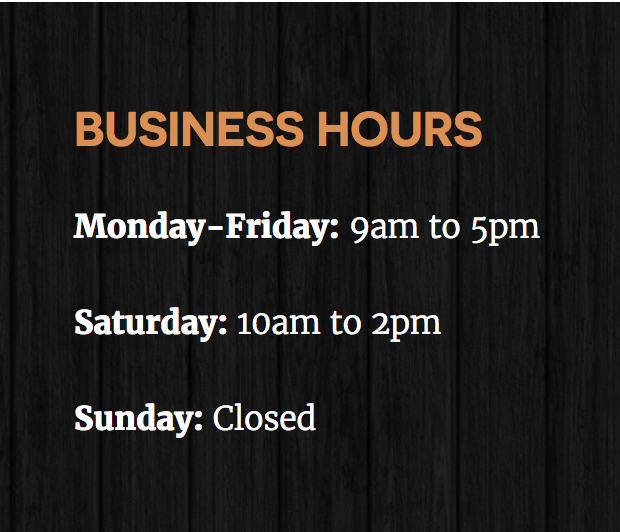 BUSINESS HOURS
Monday-Friday: 9am to 5pm
Saturday: 10am to 2pm
Sunday: Closed